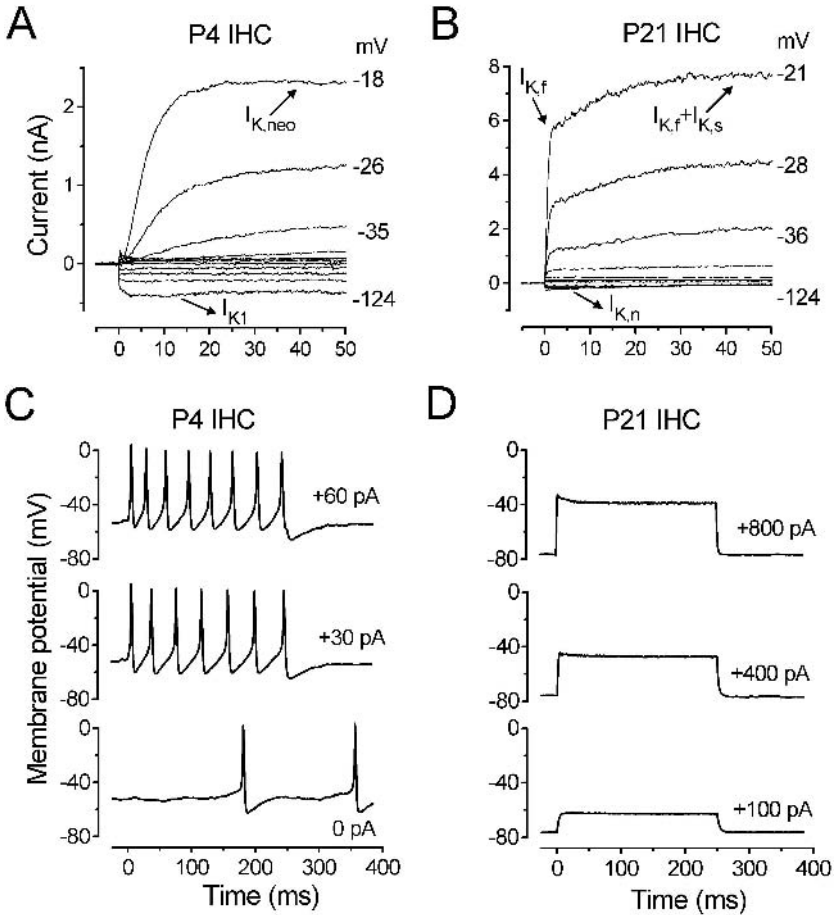 A
P4 IHC
mV
Current (nA)
2
1
0
-18
I_K,neo
-26
-35
-124
I_K1
0 10 20 30 40 50
B
P21 IHC
mV
8
6
4
2
0
-21
I_K,f
I_K,f+I_K,s
-28
-36
-124
I_K,n
0 10 20 30 40 50
C
P4 IHC
Membrane potential (mV)
0
-40
-80
+60 pA
0
-40
-80
+30 pA
0
-40
-80
0 pA
0 100 200 300 400
Time (ms)
D
P21 IHC
0
-40
-80
+800 pA
0
-40
-80
+400 pA
0
-40
-80
+100 pA
0 100 200 300 400
Time (ms)